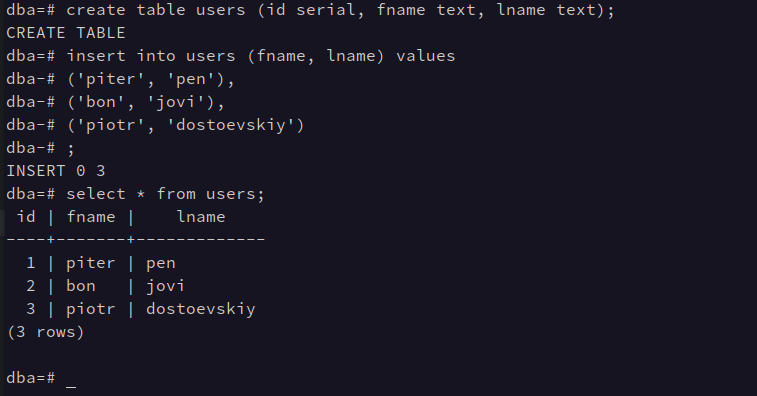 dba=# create table users (id serial, fname text, lname text);
CREATE TABLE
dba=# insert into users (fname, lname) values
dba-# ('piter', 'pen'),
dba-# ('bon', 'jovi'),
dba-# ('piotr', 'dostoevskiy')
dba-# ;
INSERT 0 3
dba=# select * from users;
 id | fname |    lname
----+-------+-------------
  1 | piter | pen
  2 | bon   | jovi
  3 | piotr | dostoevskiy
(3 rows)

dba=# _